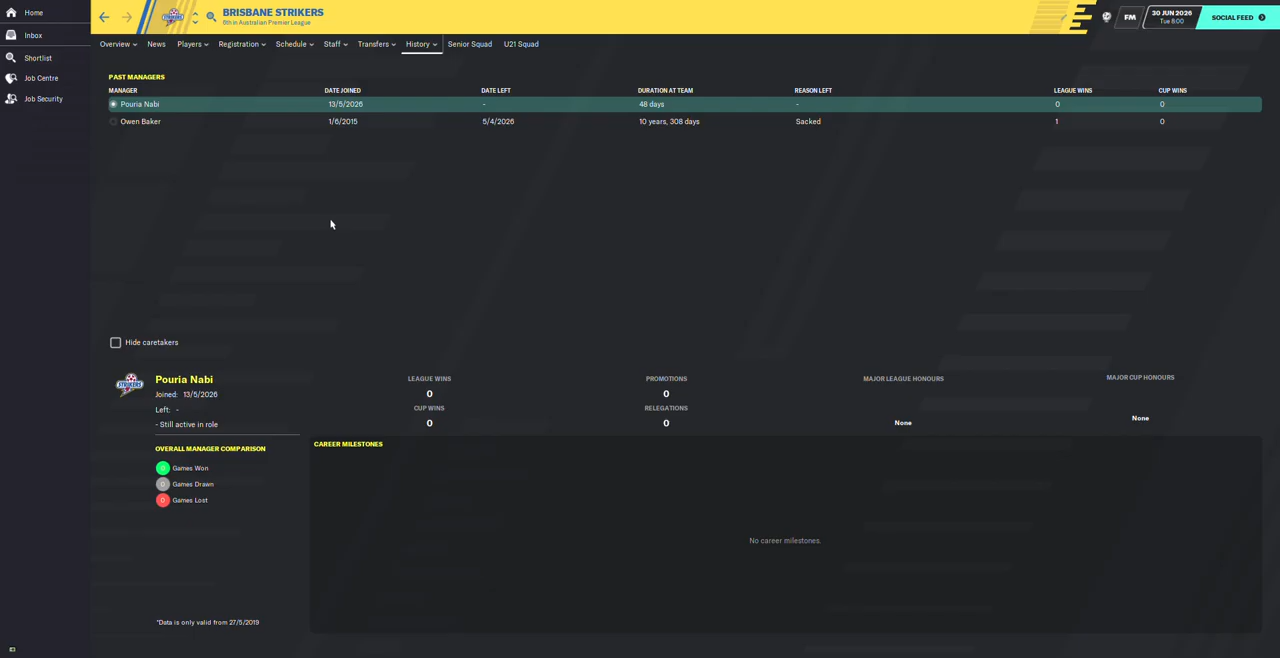 Home
Inbox
Shortlist
Job Centre
Job Security
BRISBANE STRIKERS
6th in Australian Premier League
FM
30 JUN 2026
Tue 8:00
SOCIAL FEED
Overview News Players Registration Schedule Staff Transfers History Senior Squad U21 Squad
PAST MANAGERS
MANAGER DATE JOINED DATE LEFT DURATION AT TEAM REASON LEFT LEAGUE WINS CUP WINS
Pouria Nabi 13/5/2026 - 48 days - 0 0
Owen Baker 1/6/2015 5/4/2026 10 years, 308 days Sacked 1 0
Hide caretakers
STRIKERS
Pouria Nabi
Joined: 13/5/2026
Left: -
- Still active in role
LEAGUE WINS
0
CUP WINS
0
PROMOTIONS
0
RELEGATIONS
0
MAJOR LEAGUE HONOURS
None
MAJOR CUP HONOURS
None
OVERALL MANAGER COMPARISON
0 Games Won
0 Games Drawn
0 Games Lost
CAREER MILESTONES
No career milestones.
*Data is only valid from 27/5/2019